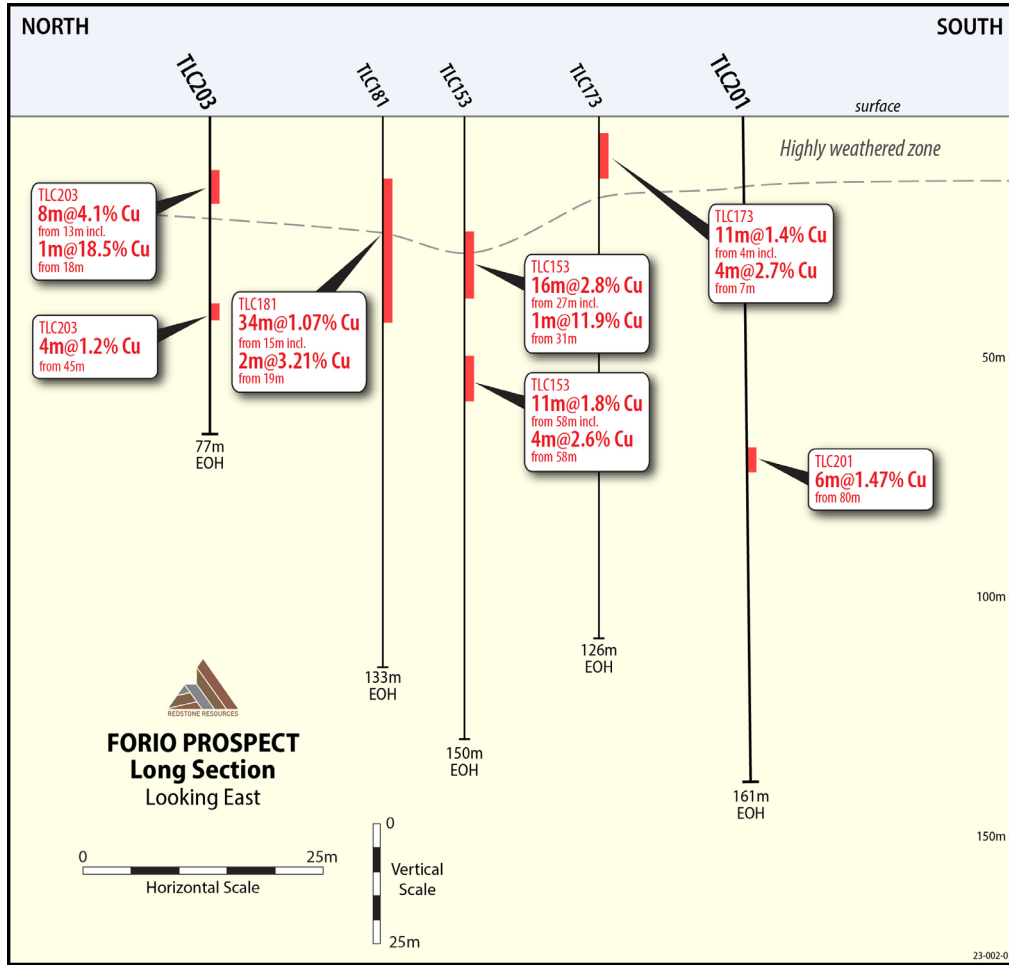 NORTH
SOUTH
TLC203
TLC181
TLC153
TLC173
TLC201
surface
Highly weathered zone
TLC203
8m@4.1% Cu
from 13m incl.
1m@18.5% Cu
from 18m
TLC203
4m@1.2% Cu
from 45m
TLC181
34m@1.07% Cu
from 15m incl.
2m@3.21% Cu
from 19m
TLC153
16m@2.8% Cu
from 27m incl.
1m@11.9% Cu
from 31m
TLC153
11m@1.8% Cu
from 58m incl.
4m@2.6% Cu
from 58m
TLC173
11m@1.4% Cu
from 4m incl.
4m@2.7% Cu
from 7m
TLC201
6m@1.47% Cu
from 80m
50m
100m
150m
77m
EOH
133m
EOH
150m
EOH
126m
EOH
161m
EOH
REDSTONE RESOURCES
FORIO PROSPECT
Long Section
Looking East
0
25m
Horizontal Scale
0
Vertical
Scale
25m